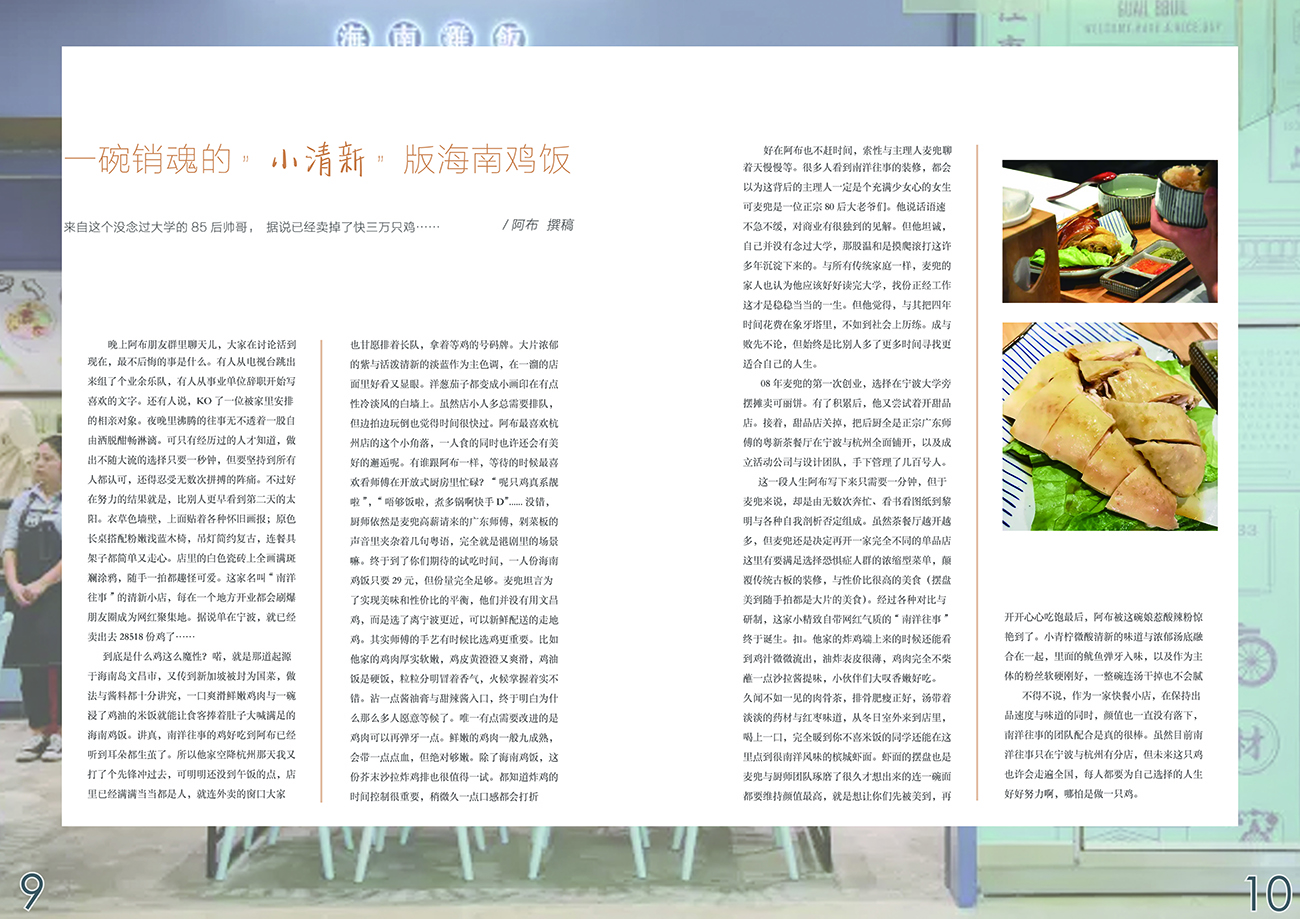 海南雞飯
WELCOME.HAVE A NICE DAY
一碗销魂的”小清新”版海南鸡饭
来自这个没念过大学的 85 后帅哥， 据说已经卖掉了快三万只鸡······
/ 阿布 撰稿
晚上阿布朋友群里聊天儿，大家在讨论活到
现在，最不后悔的事是什么。有人从电视台跳出
来组了个业余乐队，有人从事业单位辞职开始写
喜欢的文字。还有人说，KO 了一位被家里安排
的相亲对象。夜晚里沸腾的往事无不透着一股自
由洒脱酣畅淋漓。可只有经历过的人才知道，做
出不随大流的选择只要一秒钟，但要坚持到所有
人都认可，还得忍受无数次拼搏的阵痛。不过好
在努力的结果就是，比别人更早看到第二天的太
阳。衣草色墙壁，上面贴着各种怀旧画报；原色
长桌搭配粉嫩浅蓝木椅，吊灯简约复古，连餐具
架子都简单又走心。店里的白色瓷砖上全画满斑
斓涂鸦，随手一拍都趣怪可爱。这家名叫“南洋
往事”的清新小店，每在一个地方开业都会刷爆
朋友圈成为网红聚集地。据说单在宁波，就已经
卖出去 28518 份鸡了······
到底是什么鸡这么魔性？喏，就是那道起源
于海南岛文昌市，又传到新加坡被封为国菜，做
法与酱料都十分讲究，一口爽滑鲜嫩鸡肉与一碗
浸了鸡油的米饭就能让食客捧着肚子大喊满足的
海南鸡饭。讲真，南洋往事的鸡好吃到阿布已经
听到耳朵都生茧了。所以他家空降杭州那天我又
打了个先锋冲过去，可明明还没到午饭的点，店
里已经满满当当都是人，就连外卖的窗口大家
也甘愿排着长队，拿着等鸡的号码牌。大片浓郁
的紫与活泼清新的淡蓝作为主色调，在一溜的店
面里好看又显眼。洋葱茄子都变成小画印在有点
性冷淡风的白墙上。虽然店小人多总需要排队，
但边拍边玩倒也觉得时间很快过。阿布最喜欢杭
州店的这个小角落，一人食的同时也许还会有美
好的邂逅呢。有谁跟阿布一样，等待的时候最喜
欢看师傅在开放式厨房里忙碌？“呢只鸡真系靓
啦”，“唔够饭啦，煮多锅啊快手 D”...... 没错，
厨师依然是麦兜高薪请来的广东师傅，剁菜板的
声音里夹杂着几句粤语，完全就是港剧里的场景
嘛。终于到了你们期待的试吃时间，一人份海南
鸡饭只要 29 元，但份量完全足够。麦兜坦言为
了实现美味和性价比的平衡，他们并没有用文昌
鸡，而是选了离宁波更近，可以新鲜配送的走地
鸡。其实师傅的手艺有时候比选鸡更重要。比如
他家的鸡肉厚实软嫩，鸡皮黄澄澄又爽滑，鸡油
饭是硬饭，粒粒分明冒着香气，火候掌握着实不
错。沾一点酱油膏与甜辣酱入口，终于明白为什
么那么多人愿意等候了。唯一有点需要改进的是
鸡肉可以再弹牙一点。鲜嫩的鸡肉一般九成熟，
会带一点点血，但绝对够嫩。除了海南鸡饭，这
份芥末沙拉炸鸡排也很值得一试。都知道炸鸡的
时间控制很重要，稍微久一点口感都会打折
好在阿布也不赶时间，索性与主理人麦兜聊
着天慢慢等。很多人看到南洋往事的装修，都会
以为这背后的主理人一定是个充满少女心的女生
可麦兜是一位正宗 80 后大老爷们。他说话语速
不急不缓，对商业有很独到的见解。但他坦诚，
自己并没有念过大学，那股温和是摸爬滚打这许
多年沉淀下来的。与所有传统家庭一样，麦兜的
家人也认为他应该好好读完大学，找份正经工作
这才是稳稳当当的一生。但他觉得，与其把四年
时间花费在象牙塔里，不如到社会上历练。成与
败先不论，但始终是比别人多了更多时间寻找更
适合自己的人生。
08 年麦兜的第一次创业，选择在宁波大学旁
摆摊卖可丽饼。有了积累后，他又尝试着开甜品
店。接着，甜品店关掉，把后厨全是正宗广东师
傅的粤新茶餐厅在宁波与杭州全面铺开，以及成
立活动公司与设计团队，手下管理了几百号人。
这一段人生阿布写下来只需要一分钟，但于
麦兜来说，却是由无数次奔忙、看书看图纸到黎
明与各种自我剖析否定组成。虽然茶餐厅越开越
多，但麦兜还是决定再开一家完全不同的单品店
这里有要满足选择恐惧症人群的浓缩型菜单，颠
覆传统古板的装修，与性价比很高的美食（摆盘
美到随手拍都是大片的美食）。经过各种对比与
研制，这家小精致自带网红气质的“南洋往事”
终于诞生。扣。他家的炸鸡端上来的时候还能看
到鸡汁微微流出，油炸表皮很薄，鸡肉完全不柴
蘸一点沙拉酱提味，小伙伴们大叹香嫩好吃。
久闻不如一见的肉骨茶，排骨肥瘦正好，汤带着
淡淡的药材与红枣味道，从冬日室外来到店里，
喝上一口，完全暖到你不喜米饭的同学还能在这
里点到很南洋风味的槟城虾面。虾面的摆盘也是
麦兜与厨师团队琢磨了很久才想出来的连一碗面
都要维持颜值最高，就是想让你们先被美到，再
开开心心吃饱最后，阿布被这碗娘惹酸辣粉惊
艳到了。小青柠微酸清新的味道与浓郁汤底融
合在一起，里面的鱿鱼弹牙入味，以及作为主
体的粉丝软硬刚好，一整碗连汤干掉也不会腻
不得不说，作为一家快餐小店，在保持出
品速度与味道的同时，颜值也一直没有落下，
南洋往事的团队配合是真的很棒。虽然目前南
洋往事只在宁波与杭州有分店，但未来这只鸡
也许会走遍全国，每人都要为自己选择的人生
好好努力啊，哪怕是做一只鸡。
33
材
9
10